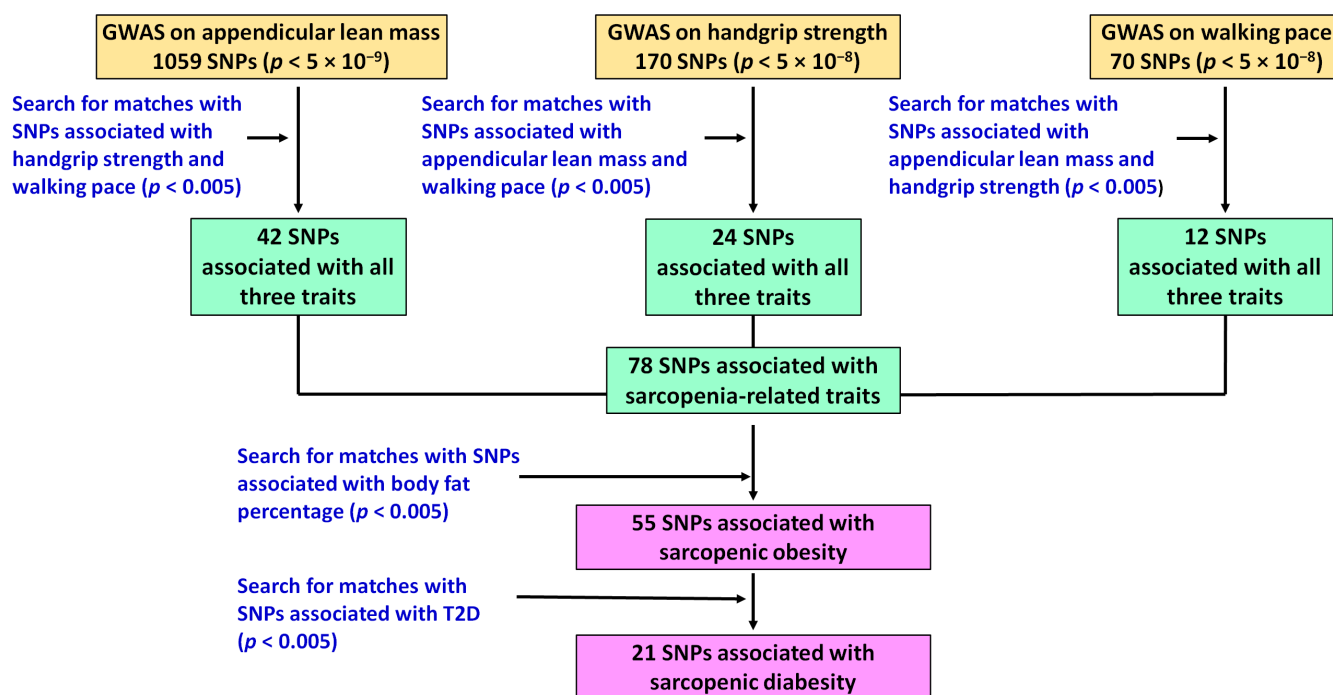 GWAS on appendicular lean mass
1059 SNPs (p < 5 × 10⁻⁹)
GWAS on handgrip strength
170 SNPs (p < 5 × 10⁻⁸)
GWAS on walking pace
70 SNPs (p < 5 × 10⁻⁸)
Search for matches with
SNPs associated with
handgrip strength and
walking pace (p < 0.005)
Search for matches with
SNPs associated with
appendicular lean mass and
walking pace (p < 0.005)
Search for matches with
SNPs associated with
appendicular lean mass and
handgrip strength (p < 0.005)
42 SNPs
associated with all
three traits
24 SNPs
associated with all
three traits
12 SNPs
associated with all
three traits
78 SNPs associated with
sarcopenia-related traits
Search for matches with SNPs
associated with body fat
percentage (p < 0.005)
55 SNPs associated with
sarcopenic obesity
Search for matches with
SNPs associated with T2D
(p < 0.005)
21 SNPs associated with
sarcopenic diabesity